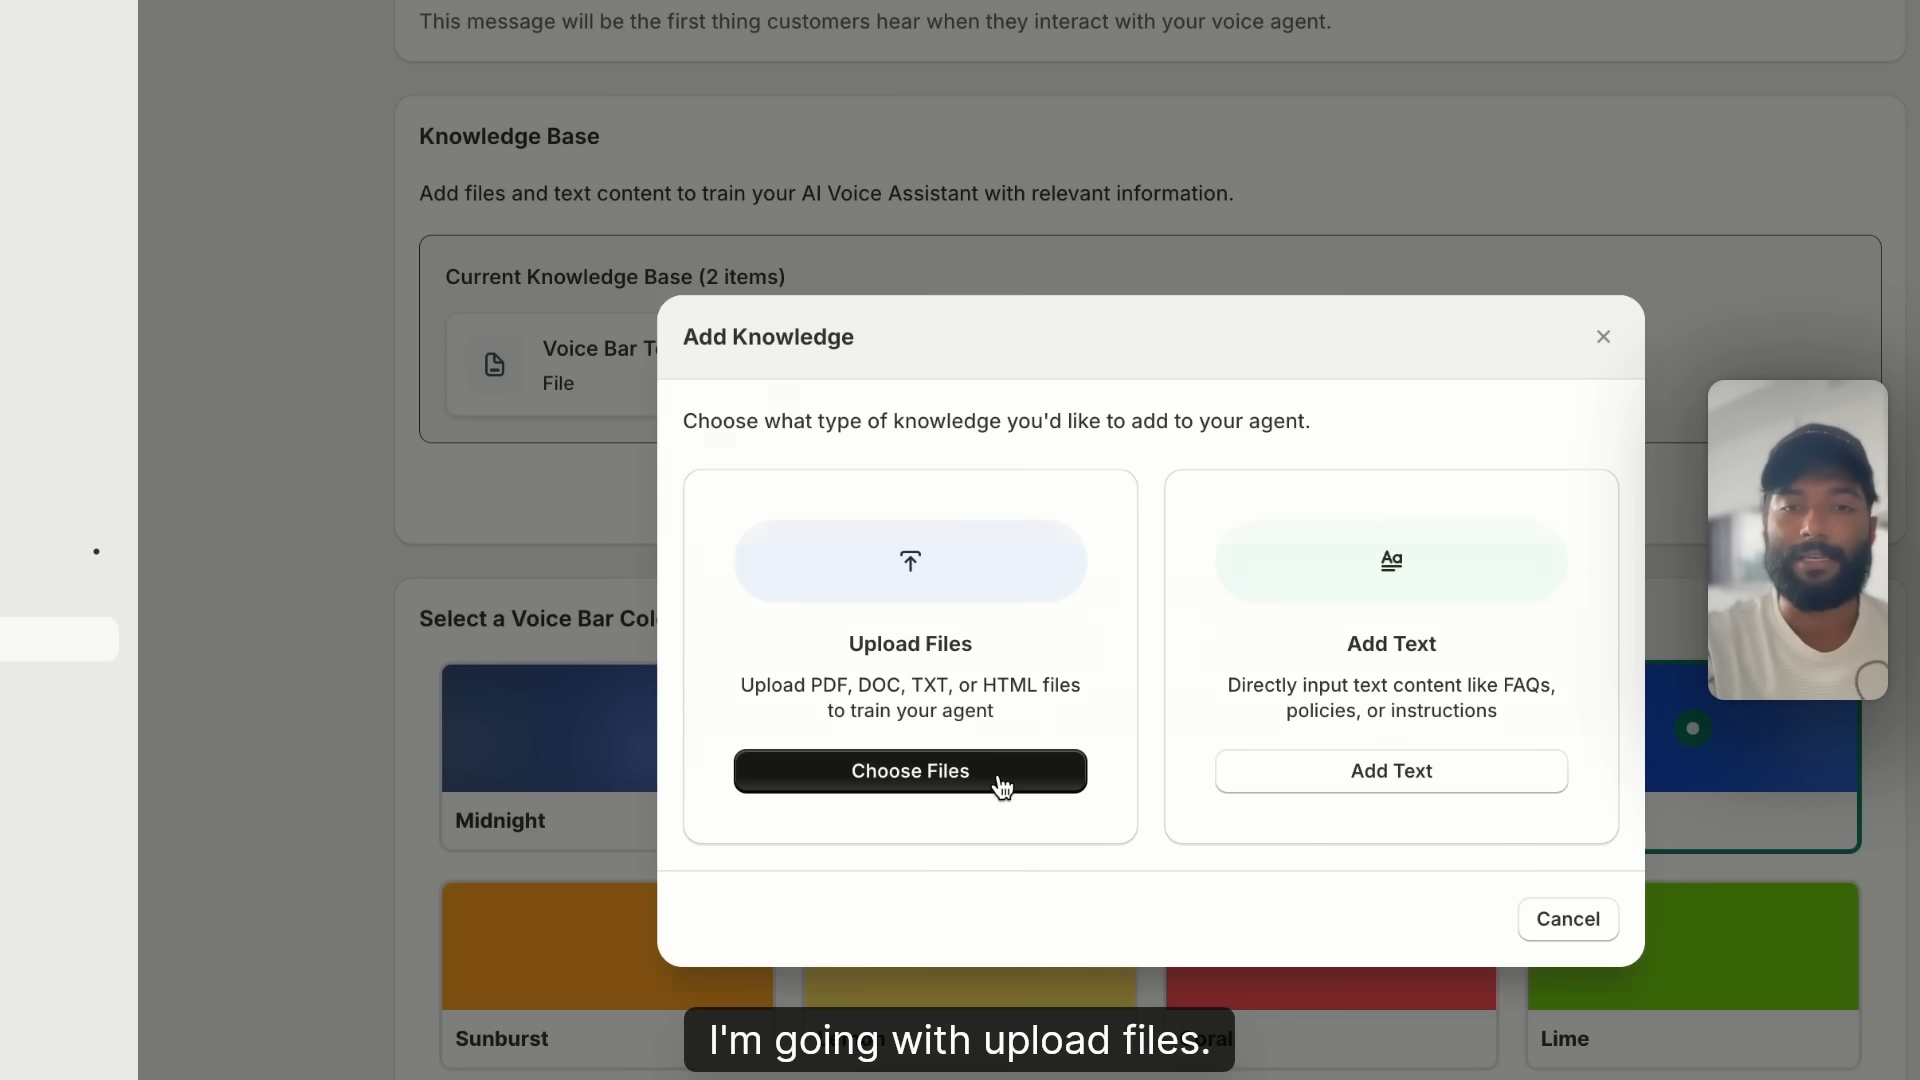 This message will be the first thing customers hear when they interact with your voice agent.
Knowledge Base
Add files and text content to train your AI Voice Assistant with relevant information.
Current Knowledge Base (2 items)
Voice Bar
File
Add Knowledge
Choose what type of knowledge you'd like to add to your agent.
Aa
Upload Files
Add Text
Upload PDF, DOC, TXT, or HTML files
to train your agent
Directly input text content like FAQs,
policies, or instructions
Choose Files
Add Text
Cancel
Select a Voice Bar
Midnight
Sunburst
Lime
I'm going with upload files.